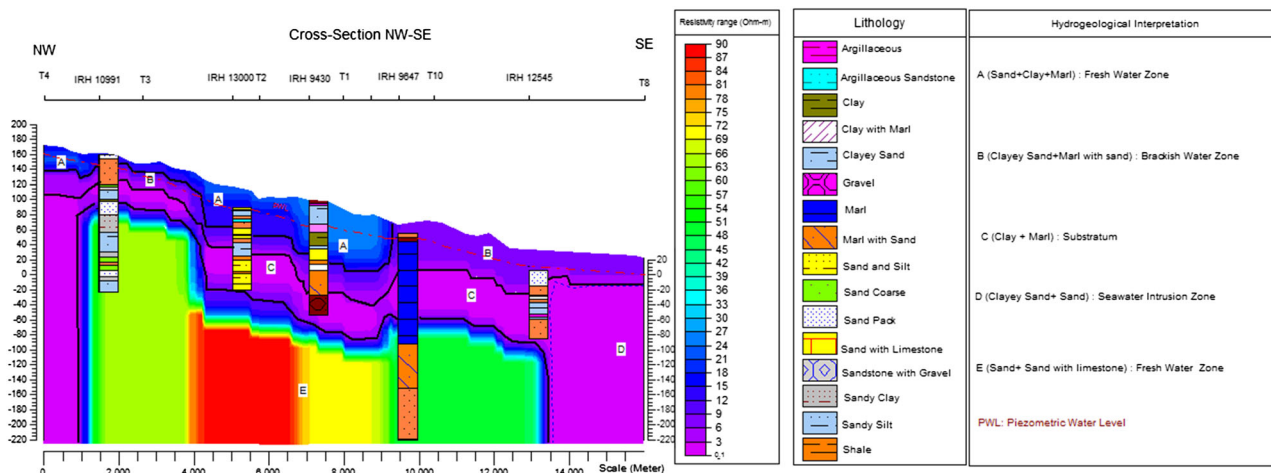 Cross-Section NW-SE
NW
SE
T4 IRH 10991 T3 IRH 13000 T2 IRH 9430 T1 IRH 9647 T10 IRH 12545 T8
200
180
160
140
120
100
80
60
40
20
0
-20
-40
-60
-80
-100
-120
-140
-160
-180
-200
-220
A
B
A
PWL
A
B
C
C
D
E
20
0
-20
-40
-60
-80
-100
-120
-140
-160
-180
-200
-220
0 2.000 4.000 6.000 8.000 10.000 12.000 14.000
Scale (Meter)
Resistivity range (Ohm-m)
90
87
84
81
78
75
72
69
66
63
60
57
54
51
48
45
42
39
36
33
30
27
24
21
18
15
12
9
6
3
0,1
Lithology
Argillaceous
Argillaceous Sandstone
Clay
Clay with Marl
Clayey Sand
Gravel
Marl
Marl with Sand
Sand and Silt
Sand Coarse
Sand Pack
Sand with Limestone
Sandstone with Gravel
Sandy Clay
Sandy Silt
Shale
Hydrogeological Interpretation
A (Sand+Clay+Marl) : Fresh Water Zone
B (Clayey Sand+Marl with sand) : Brackish Water Zone
C (Clay + Marl) : Substratum
D (Clayey Sand+ Sand) : Seawater Intrusion Zone
E (Sand+ Sand with limestone) : Fresh Water Zone
PWL: Piezometric Water Level